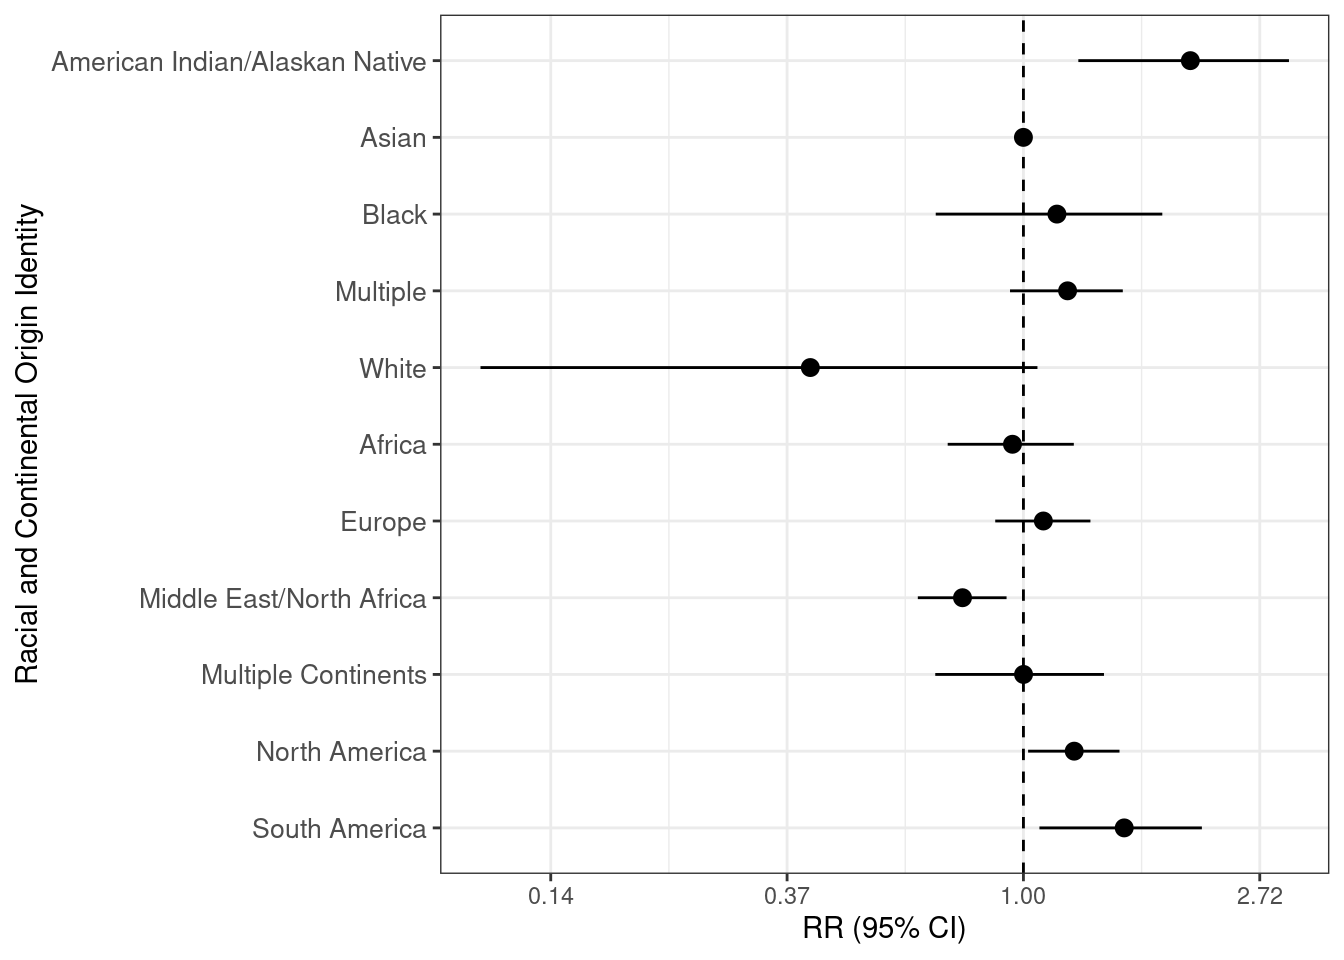 American Indian/Alaskan Native
Asian
Black
Multiple
White
Africa
Europe
Middle East/North Africa
Multiple Continents
North America
South America
Racial and Continental Origin Identity
0.14 0.37 1.00 2.72
RR (95% CI)